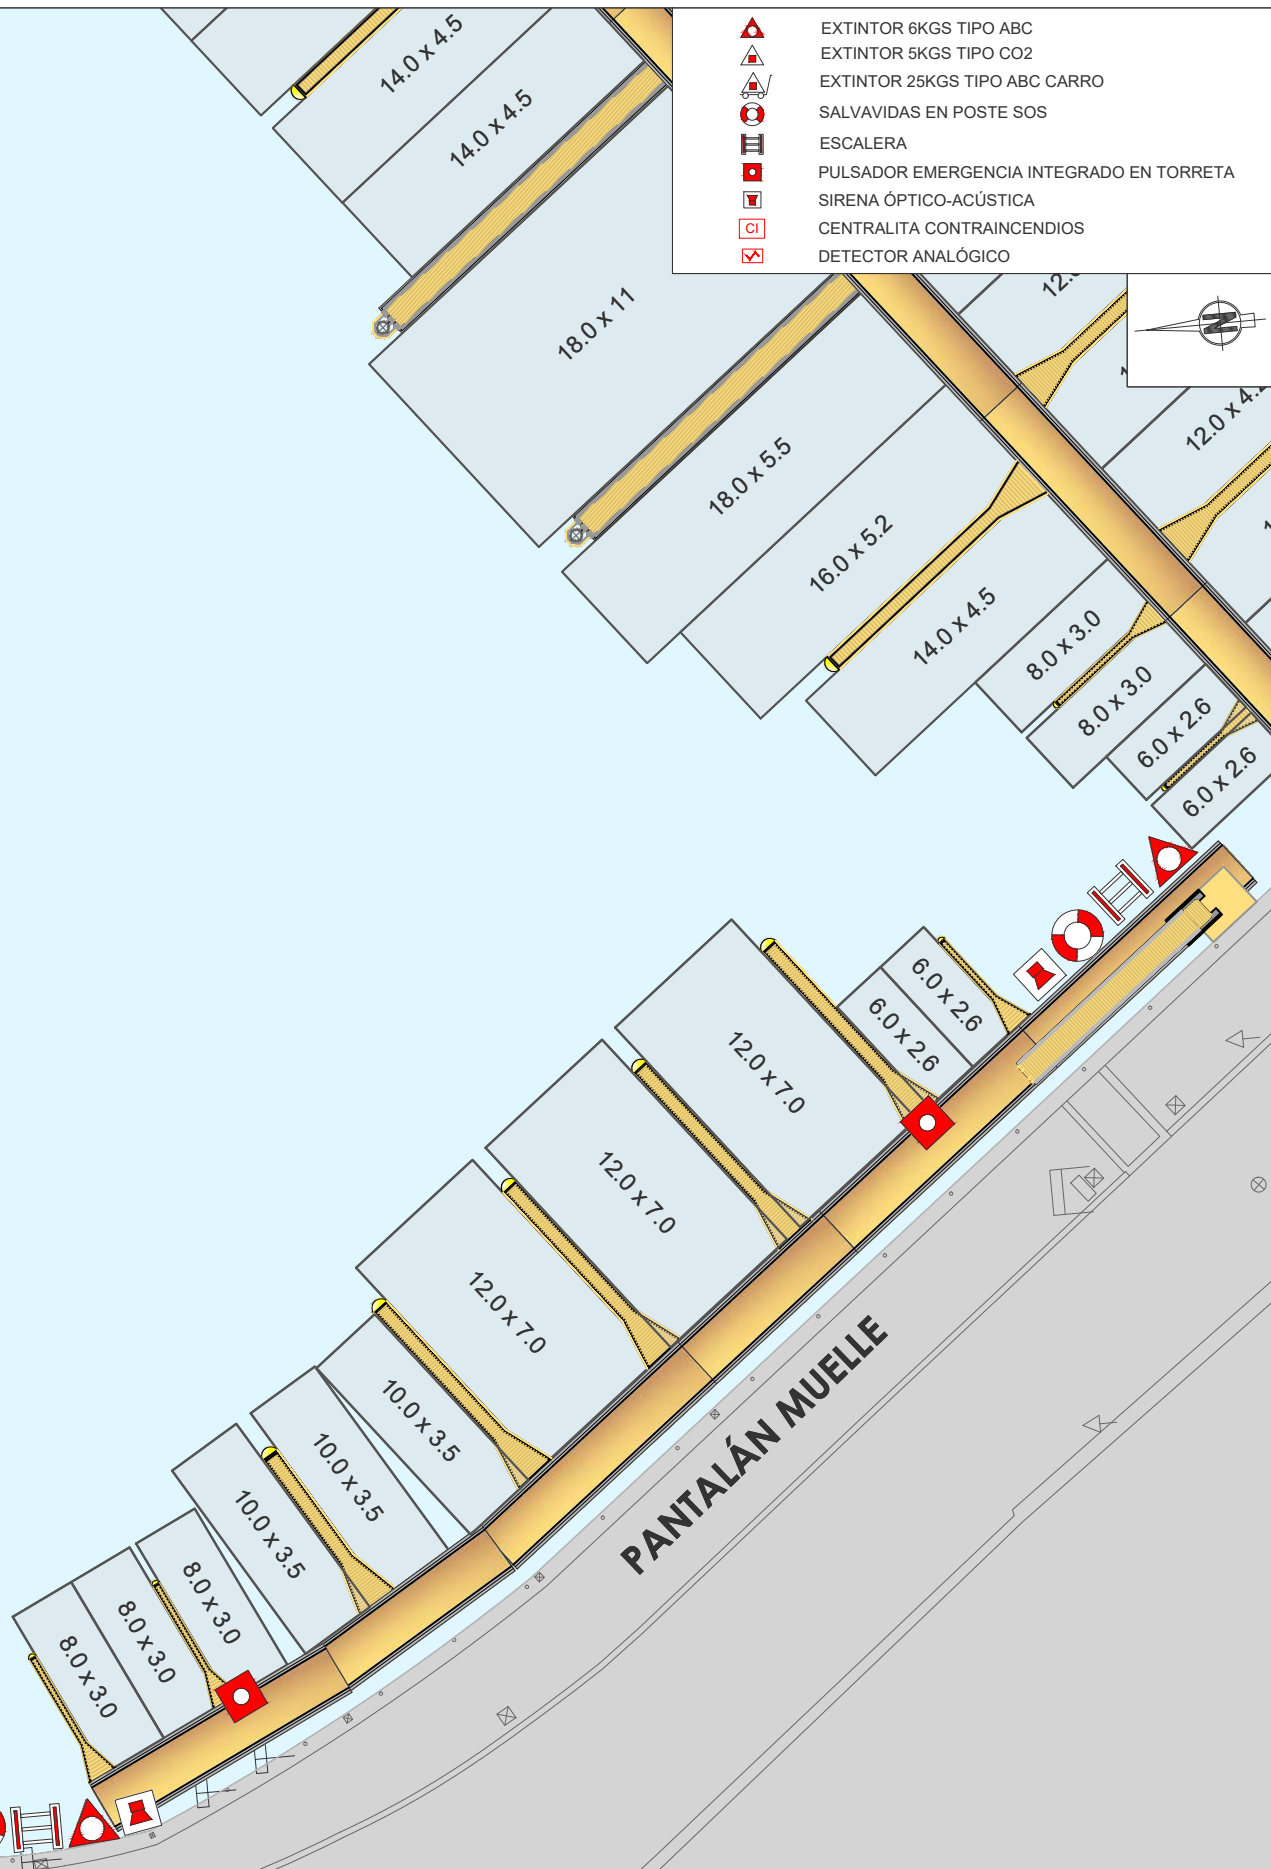 EXTINTOR 6KGS TIPO ABC
EXTINTOR 5KGS TIPO CO2
EXTINTOR 25KGS TIPO ABC CARRO
SALVAVIDAS EN POSTE SOS
ESCALERA
PULSADOR EMERGENCIA INTEGRADO EN TORRETA
SIRENA ÓPTICO-ACÚSTICA
CI CENTRALITA CONTRAINCENDIOS
DETECTOR ANALÓGICO
N
14.0 x 4.5
14.0 x 4.5
18.0 x 11
18.0 x 5.5
16.0 x 5.2
14.0 x 4.5
8.0 x 3.0
8.0 x 3.0
6.0 x 2.6
6.0 x 2.6
6.0 x 2.6
6.0 x 2.6
12.0 x 7.0
12.0 x 7.0
12.0 x 7.0
10.0 x 3.5
10.0 x 3.5
10.0 x 3.5
8.0 x 3.0
8.0 x 3.0
8.0 x 3.0
PANTALÁN MUELLE